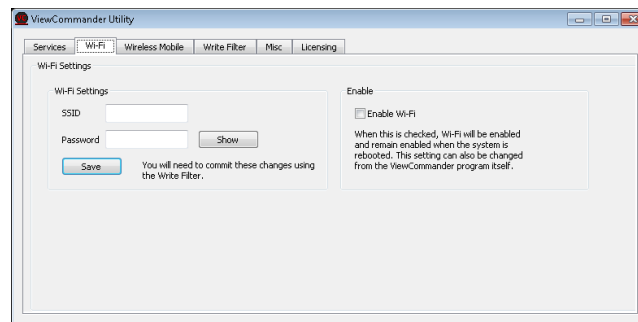 ViewCommander Utility
Services Wi-Fi Wireless Mobile Write Filter Misc Licensing
Wi-Fi Settings
Wi-Fi Settings
SSID
Password Show
Save You will need to commit these changes using
the Write Filter.
Enable
Enable Wi-Fi
When this is checked, Wi-Fi will be enabled
and remain enabled when the system is
rebooted. This setting can also be changed
from the ViewCommander program itself.